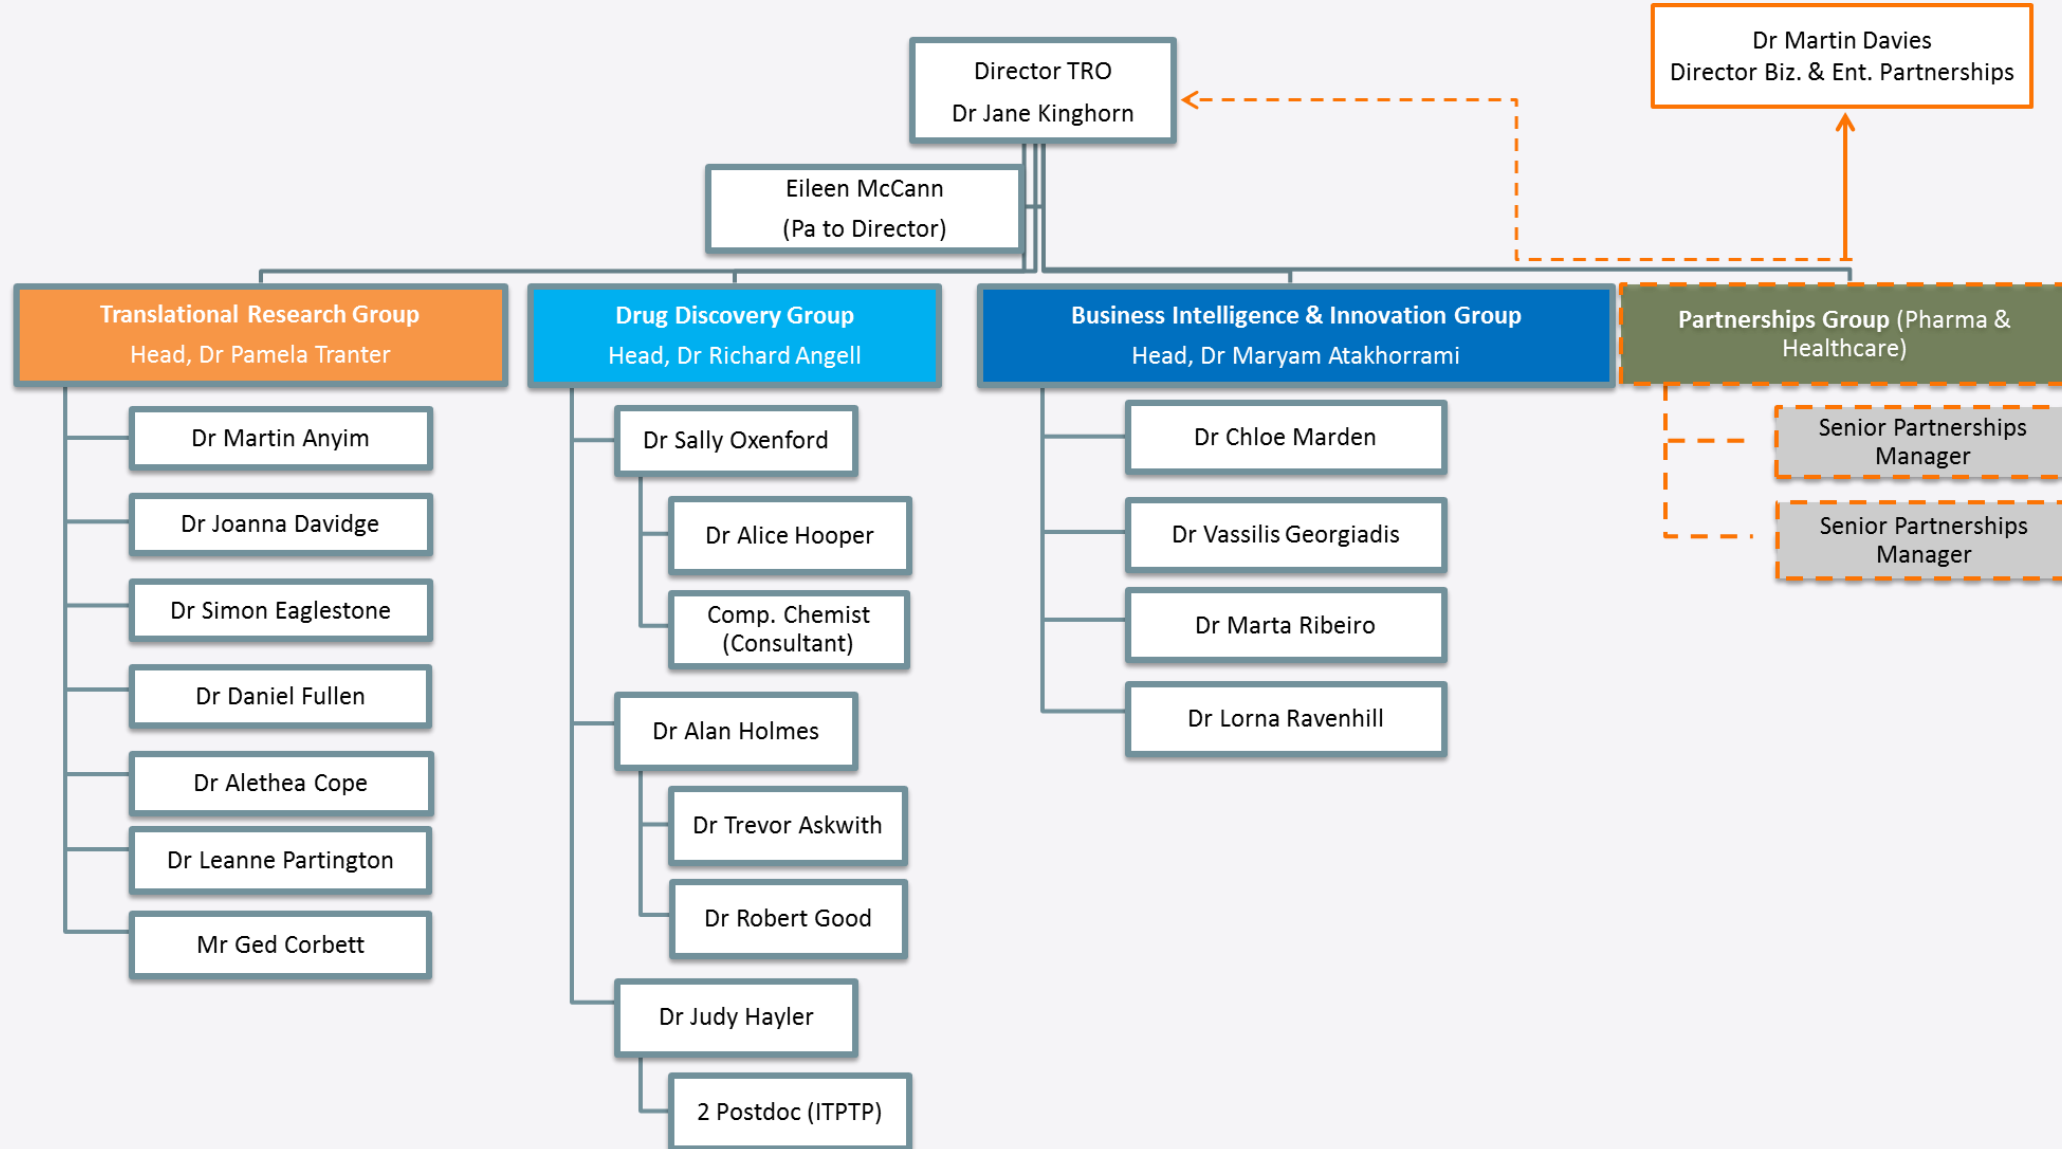 Dr Martin Davies
Director Biz. & Ent. Partnerships
Director TRO
Dr Jane Kinghorn
Eileen McCann
(Pa to Director)
Translational Research Group
Head, Dr Pamela Tranter
Dr Martin Anyim
Dr Joanna Davidge
Dr Simon Eaglestone
Dr Daniel Fullen
Dr Alethea Cope
Dr Leanne Partington
Mr Ged Corbett
Drug Discovery Group
Head, Dr Richard Angell
Dr Sally Oxenford
Dr Alice Hooper
Comp. Chemist
(Consultant)
Dr Alan Holmes
Dr Trevor Askwith
Dr Robert Good
Dr Judy Hayler
2 Postdoc (ITPTP)
Business Intelligence & Innovation Group
Head, Dr Maryam Atakhorrami
Dr Chloe Marden
Dr Vassilis Georgiadis
Dr Marta Ribeiro
Dr Lorna Ravenhill
Partnerships Group (Pharma &
Healthcare)
Senior Partnerships
Manager
Senior Partnerships
Manager